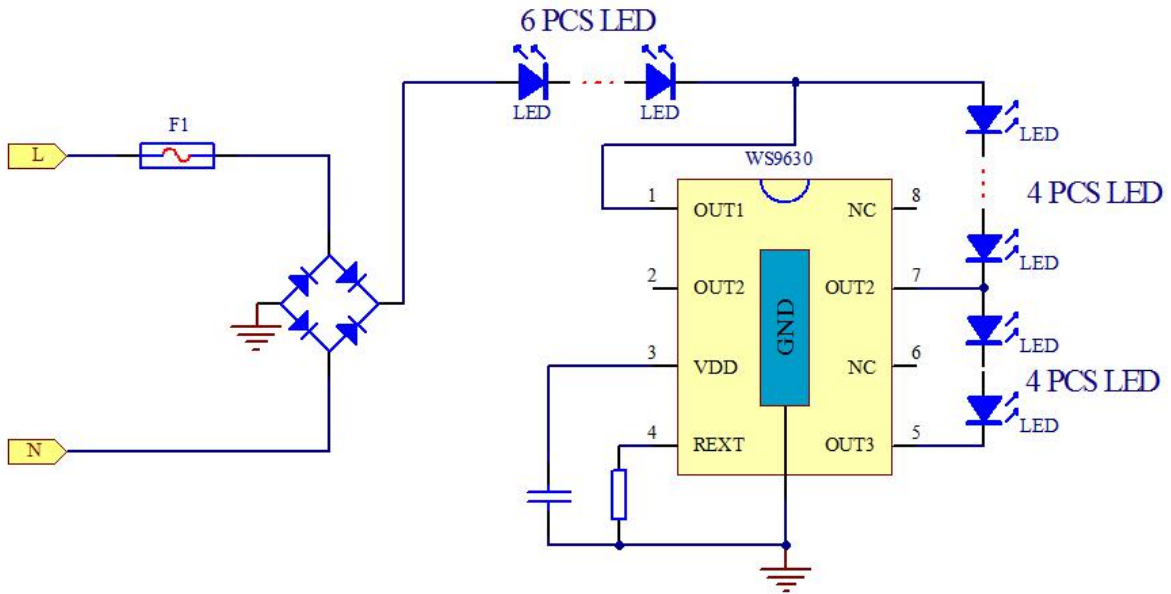 6 PCS LED
LED
LED
F1
L
WS9630
LED
1
OUT1
NC
8
4 PCS LED
LED
2
OUT2
OUT2
7
GND
LED
3
VDD
NC
6
4 PCS LED
LED
4
REXT
OUT3
5
N